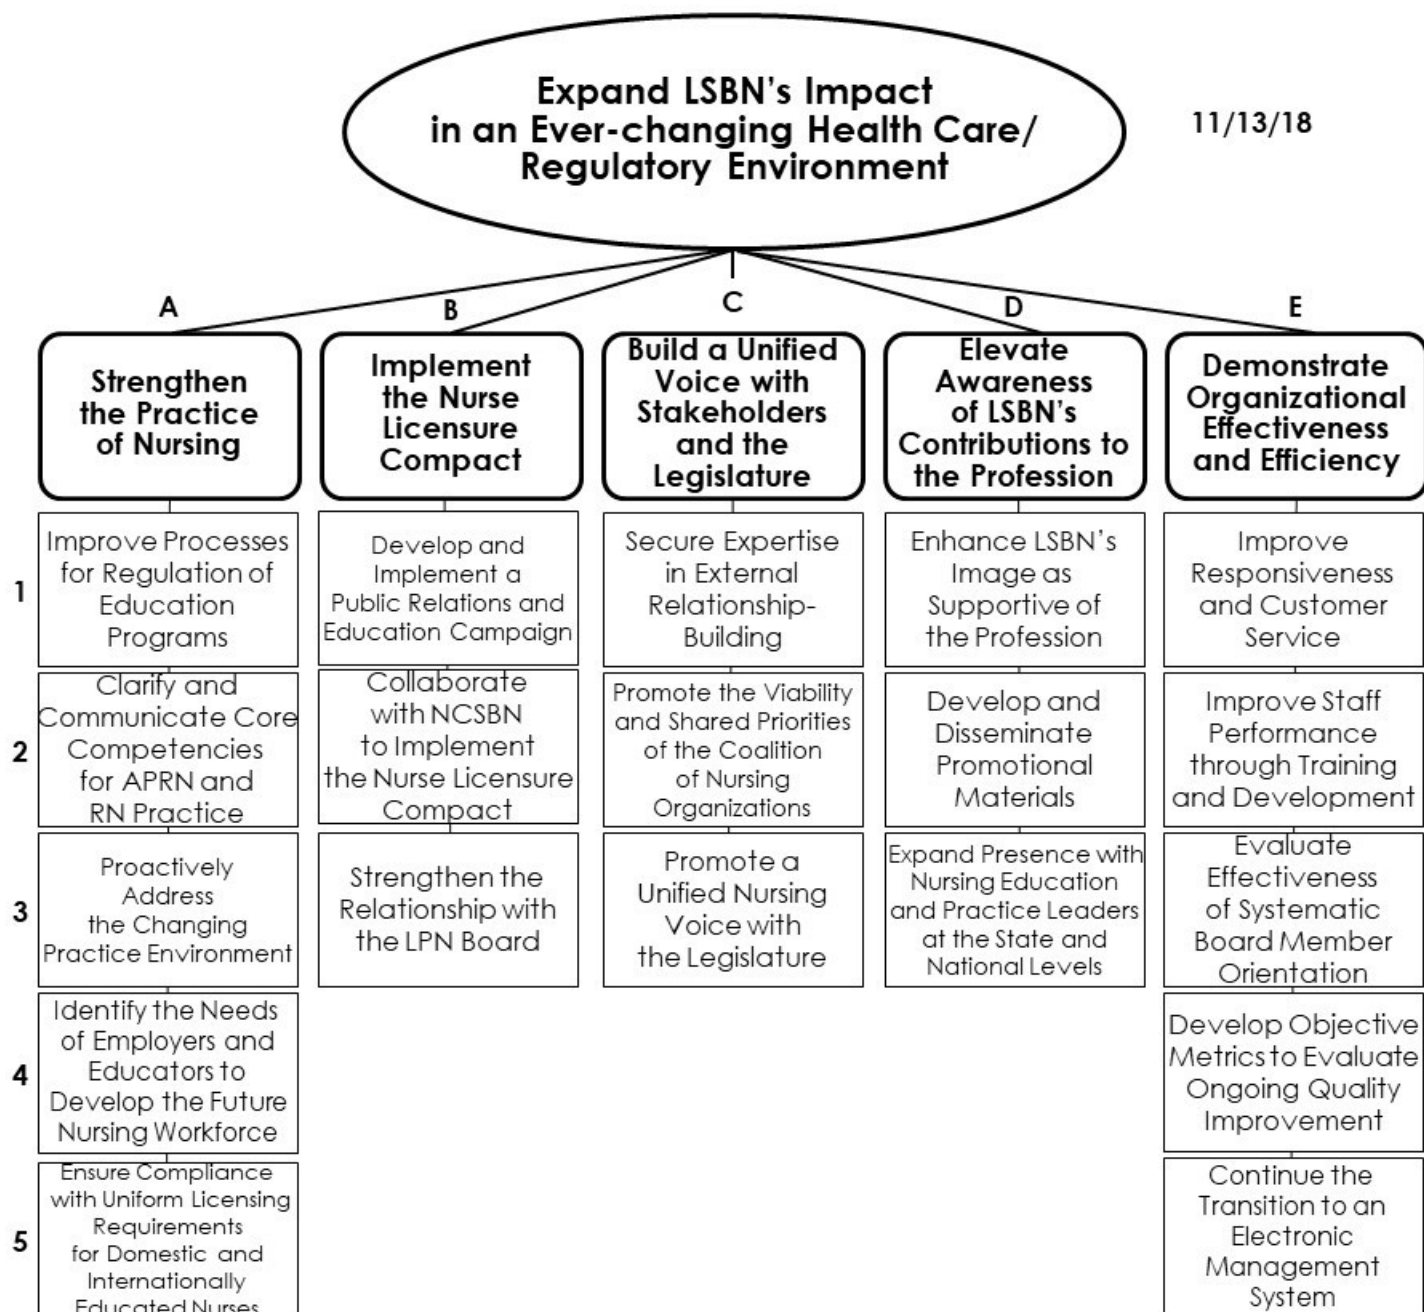 Expand LSBN's Impact
in an Ever-changing Health Care/
Regulatory Environment
11/13/18
A
B
C
D
E
Strengthen
the Practice
of Nursing
Implement
the Nurse
Licensure
Compact
Build a Unified
Voice with
Stakeholders
and the
Legislature
Elevate
Awareness
of LSBN's
Contributions to
the Profession
Demonstrate
Organizational
Effectiveness
and Efficiency
1
Improve Processes
for Regulation of
Education
Programs
Develop and
Implement a
Public Relations and
Education Campaign
Secure Expertise
in External
Relationship-
Building
Enhance LSBN's
Image as
Supportive of
the Profession
Improve
Responsiveness
and Customer
Service
2
Clarify and
Communicate Core
Competencies
for APRN and
RN Practice
Collaborate
with NCSBN
to Implement
the Nurse Licensure
Compact
Promote the Viability
and Shared Priorities
of the Coalition
of Nursing
Organizations
Develop and
Disseminate
Promotional
Materials
Improve Staff
Performance
through Training
and Development
3
Proactively
Address
the Changing
Practice Environment
Strengthen the
Relationship with
the LPN Board
Promote a
Unified Nursing
Voice with
the Legislature
Expand Presence with
Nursing Education
and Practice Leaders
at the State and
National Levels
Evaluate
Effectiveness
of Systematic
Board Member
Orientation
4
Identify the Needs
of Employers and
Educators to
Develop the Future
Nursing Workforce
Develop Objective
Metrics to Evaluate
Ongoing Quality
Improvement
5
Ensure Compliance
with Uniform Licensing
Requirements
for Domestic and
Internationally
Educated Nurses
Continue the
Transition to an
Electronic
Management
System